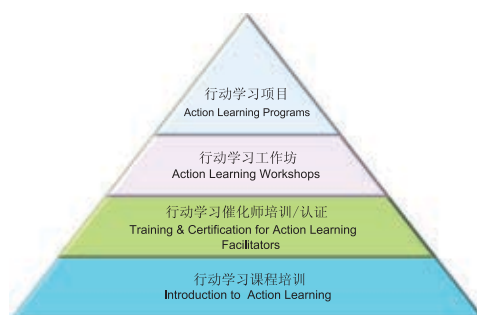 行动学习项目
Action Learning Programs
行动学习工作坊
Action Learning Workshops
行动学习催化师培训/认证
Training & Certification for Action Learning
Facilitators
行动学习课程培训
Introduction to Action Learning